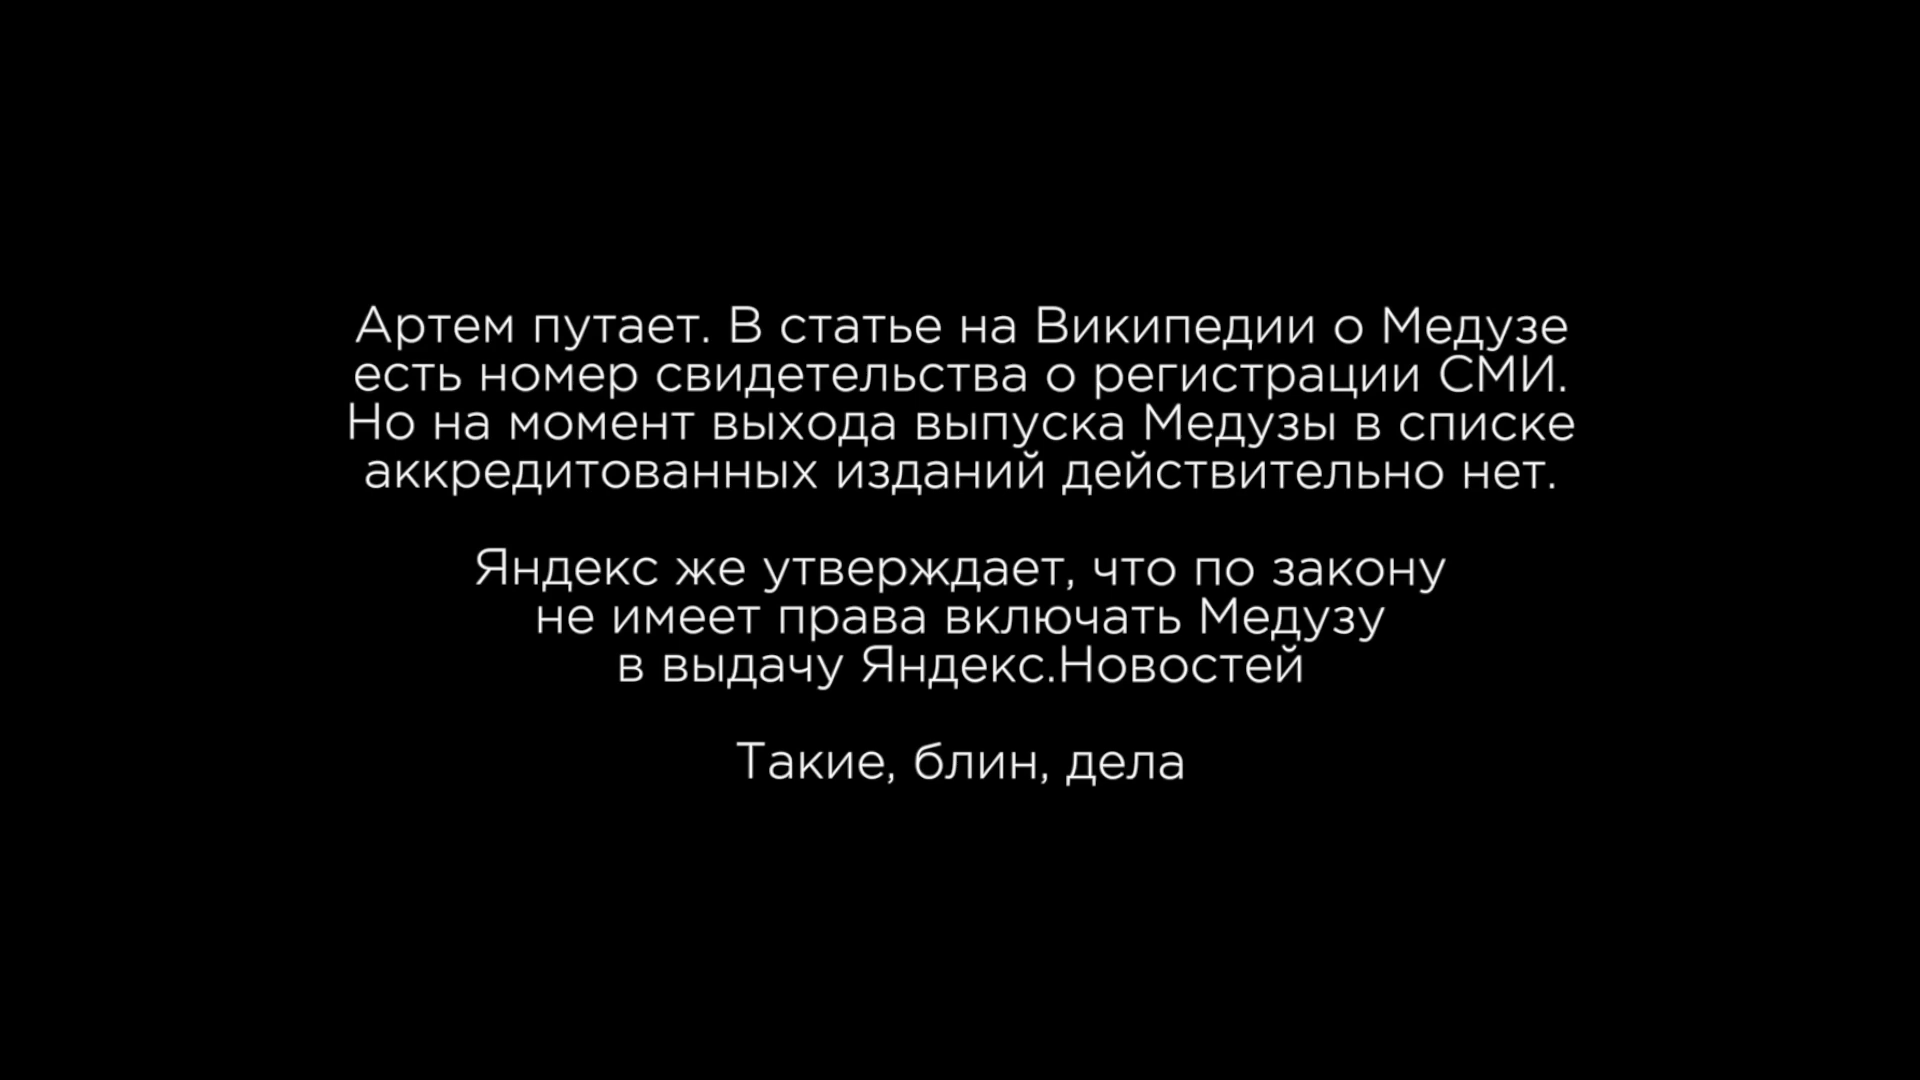 Артем путает. В статье на Википедии о Медузе
есть номер свидетельства о регистрации СМИ.
Но на момент выхода выпуска Медузы в списке
аккредитованных изданий действительно нет.
Яндекс же утверждает, что по закону
не имеет права включать Медузу
в выдачу Яндекс.Новостей
Такие, блин, дела